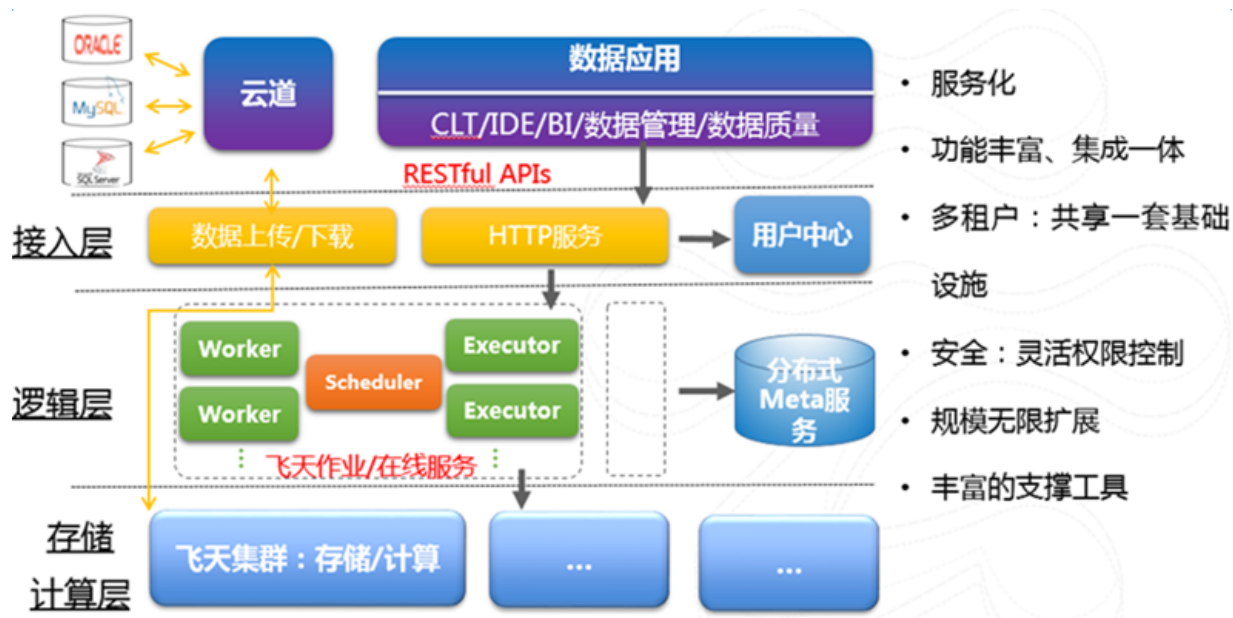 ORACLE
MySQL
SQL Server
云道
数据应用
CLT/IDE/BI/数据管理/数据质量
RESTful APIs
接入层
数据上传/下载
HTTP服务
用户中心
逻辑层
Worker
Worker
Scheduler
Executor
Executor
飞天作业/在线服务
分布式
Meta服
务
存储
计算层
飞天集群：存储/计算
...
...
• 服务化
• 功能丰富、集成一体
• 多租户：共享一套基础
设施
• 安全：灵活权限控制
• 规模无限扩展
• 丰富的支撑工具